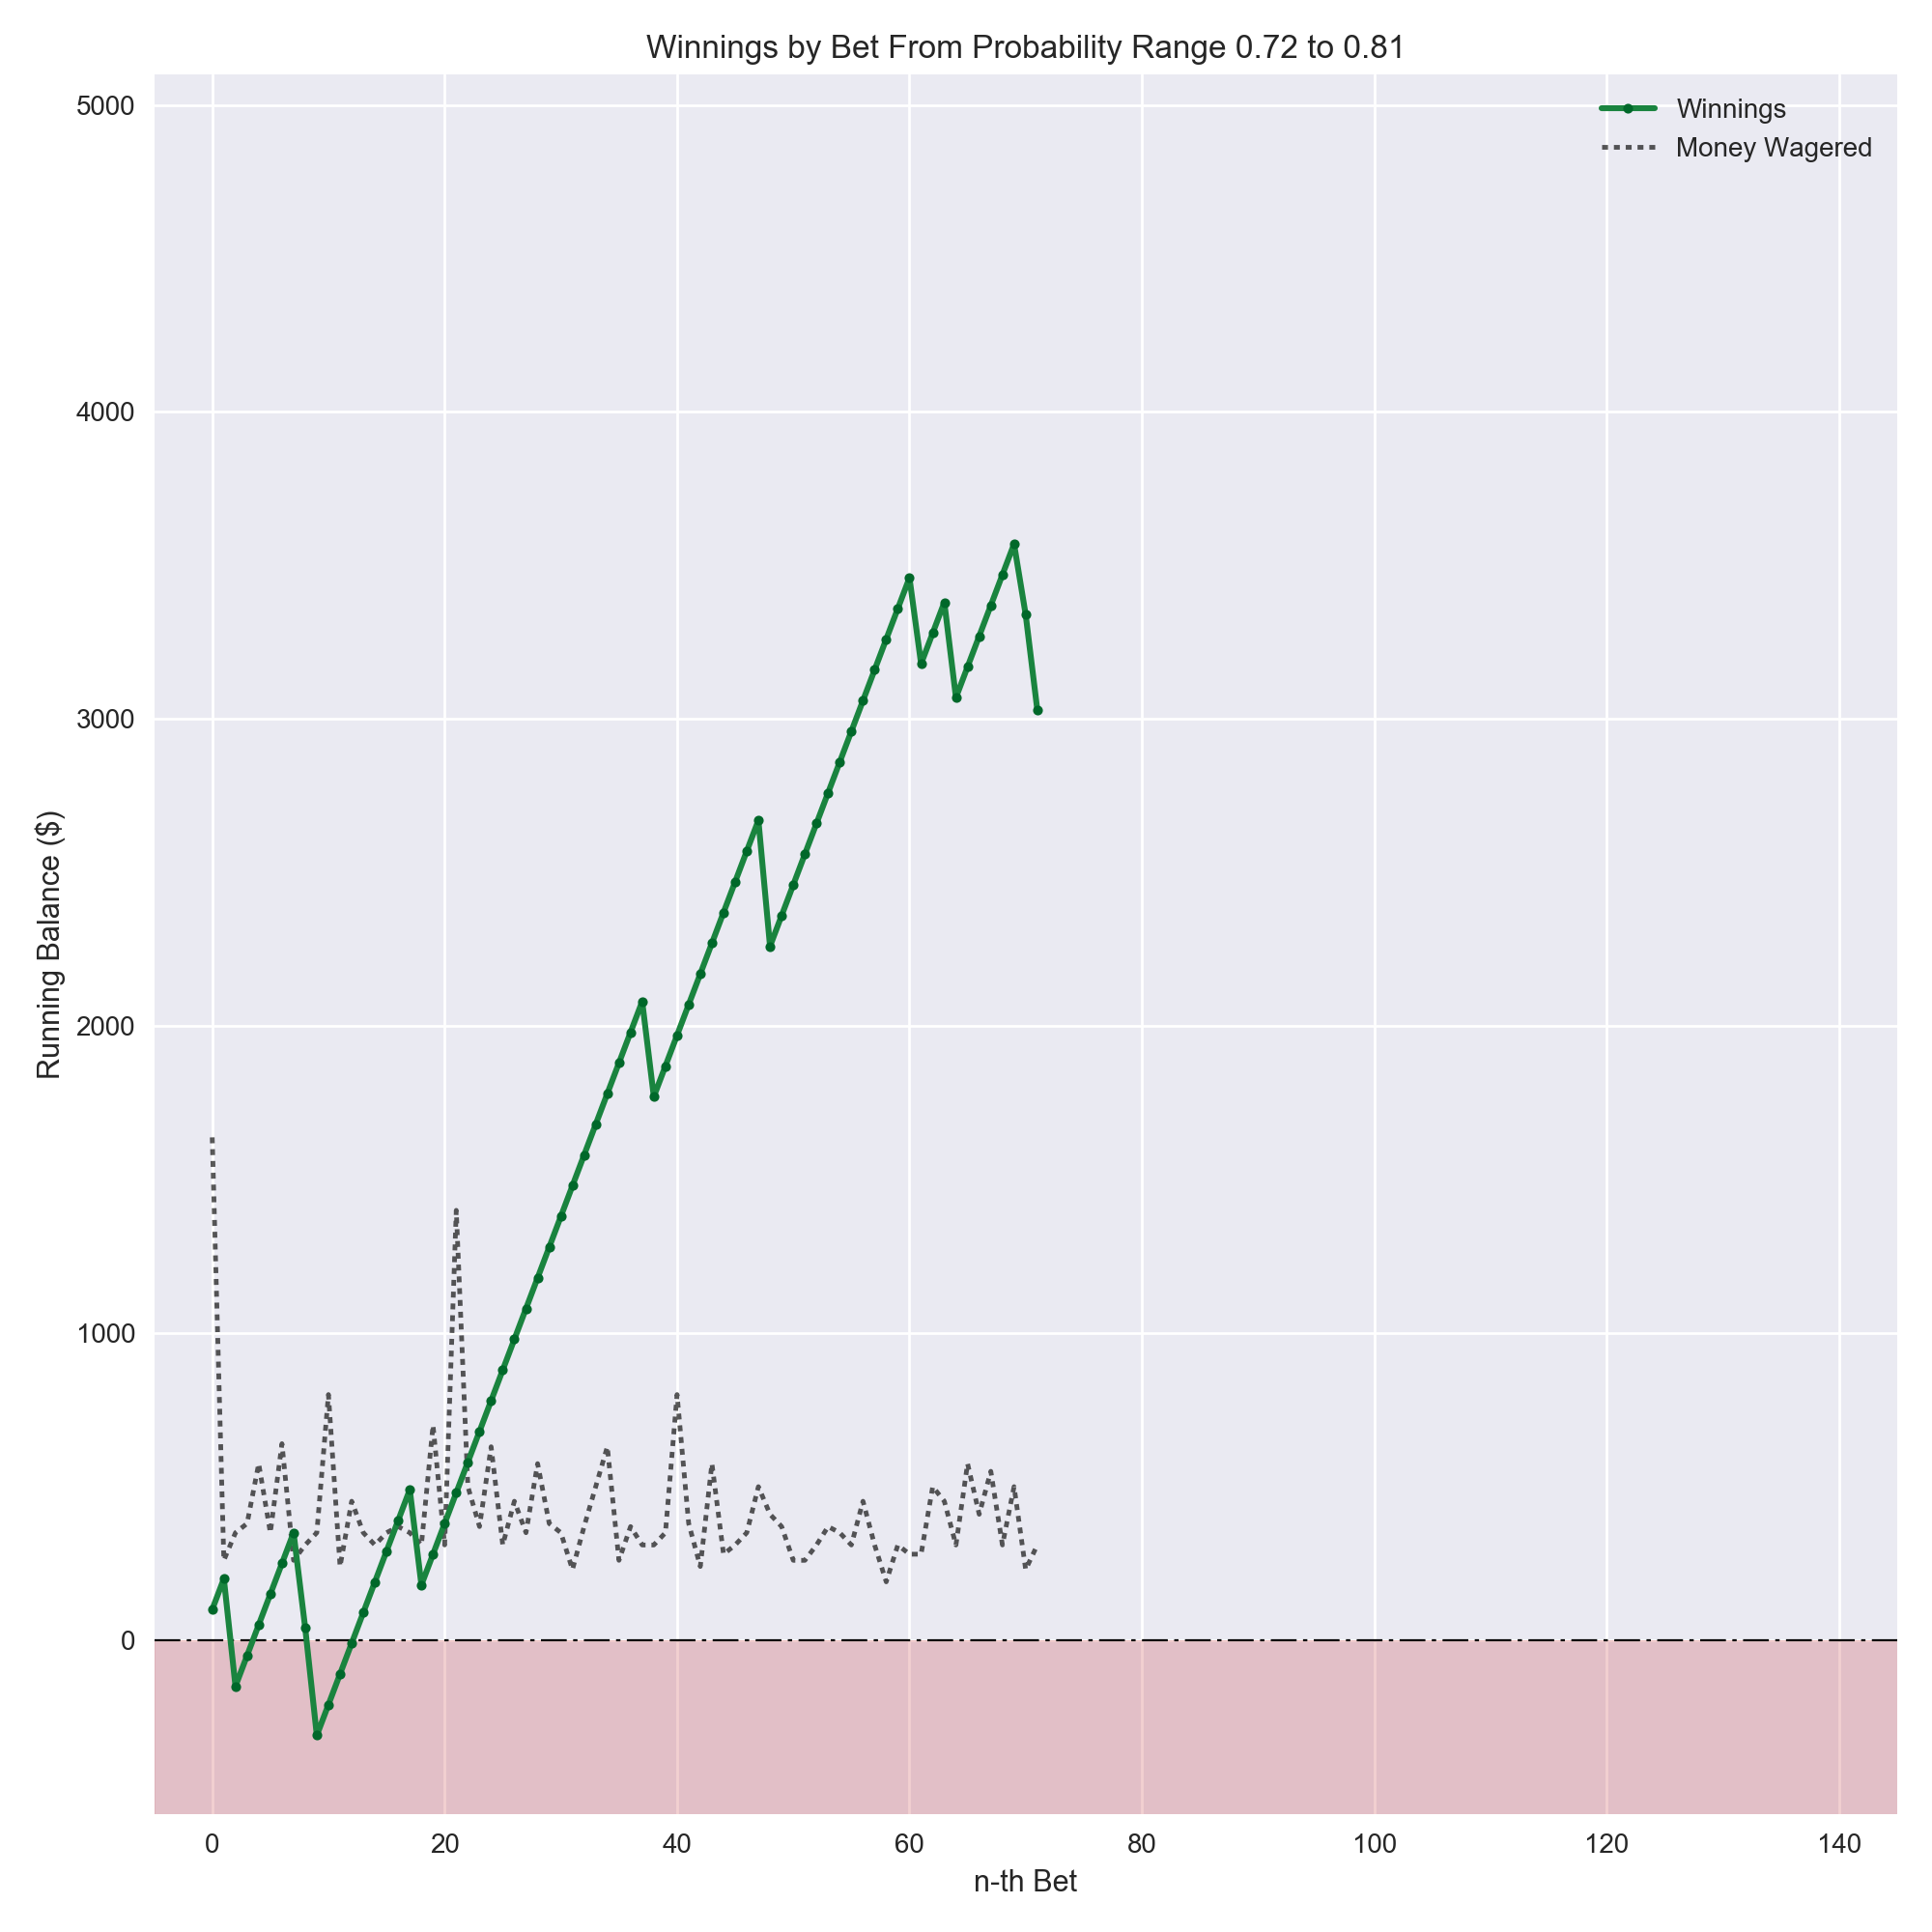 Winnings by Bet From Probability Range 0.72 to 0.81
Winnings
Money Wagered
5000
4000
3000
2000
1000
0
Running Balance ($)
0 20 40 60 80 100 120 140
n-th Bet